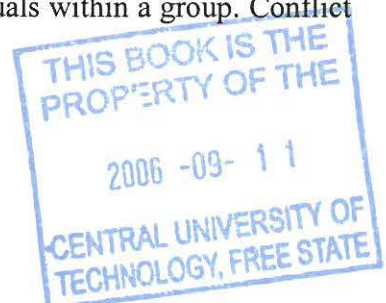 uals within a group. Conflict
THIS BOOK IS THE
PROPERTY OF THE
2006 -09- 11
CENTRAL UNIVERSITY OF
TECHNOLOGY, FREE STATE